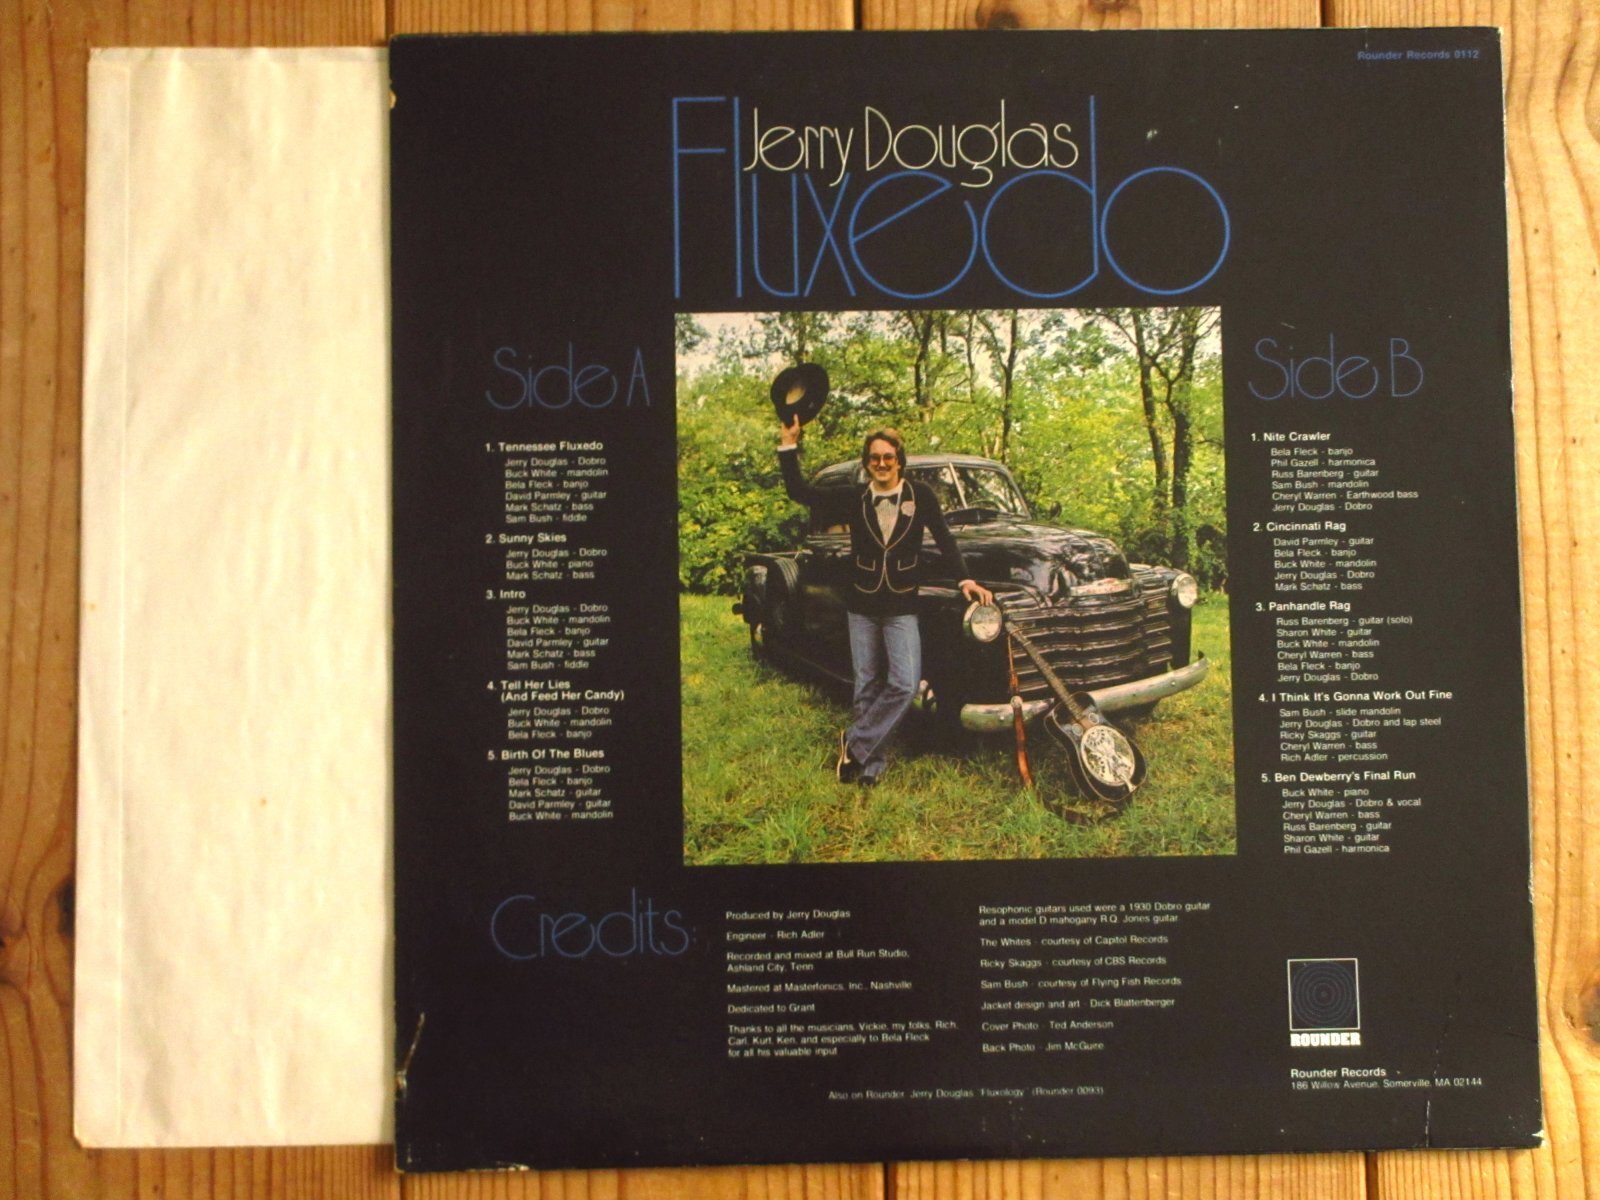 Rounder Records 0112
Jerry Douglas
Fluxedo
Side A
1. Tennessee Fluxedo
Jerry Douglas - Dobro
Buck White - mandolin
Bela Fleck - banjo
David Parmley - guitar
Mark Schatz - bass
Sam Bush - fiddle
2. Sunny Skies
Jerry Douglas - Dobro
Buck White - piano
Mark Schatz - bass
3. Intro
Jerry Douglas - Dobro
Buck White - mandolin
Bela Fleck - banjo
David Parmley - guitar
Mark Schatz - bass
Sam Bush - fiddle
4. Tell Her Lies
(And Feed Her Candy)
Jerry Douglas - Dobro
Buck White - mandolin
Bela Fleck - banjo
5. Birth Of The Blues
Jerry Douglas - Dobro
Bela Fleck - banjo
Mark Schatz - guitar
David Parmley - guitar
Buck White - mandolin
Side B
1. Nite Crawler
Bela Fleck - banjo
Phil Gazell - harmonica
Russ Barenberg - guitar
Sam Bush - mandolin
Cheryl Warren - Earthwood bass
Jerry Douglas - Dobro
2. Cincinnati Rag
David Parmley - guitar
Bela Fleck - banjo
Buck White - mandolin
Jerry Douglas - Dobro
Mark Schatz - bass
3. Panhandle Rag
Russ Barenberg - guitar (solo)
Sharon White - guitar
Buck White - mandolin
Cheryl Warren - bass
Bela Fleck - banjo
Jerry Douglas - Dobro
4. I Think It's Gonna Work Out Fine
Sam Bush - slide mandolin
Jerry Douglas - Dobro and lap steel
Ricky Skaggs - guitar
Cheryl Warren - bass
Rich Adler - percussion
5. Ben Dewberry's Final Run
Buck White - piano
Jerry Douglas - Dobro & vocal
Cheryl Warren - bass
Russ Barenberg - guitar
Sharon White - guitar
Phil Gazell - harmonica
Credits:
Produced by Jerry Douglas
Engineer - Rich Adler
Recorded and mixed at Bull Run Studio,
Ashland City, Tenn.
Mastered at Masterfonics, Inc., Nashville
Dedicated to Grant
Thanks to all the musicians, Vickie, my folks, Rich,
Carl, Kurt, Ken, and especially to Bela Fleck
for all his valuable input
Resophonic guitars used were a 1930 Dobro guitar
and a model D mahogany R.Q. Jones guitar
The Whites - courtesy of Capitol Records
Ricky Skaggs - courtesy of CBS Records
Sam Bush - courtesy of Flying Fish Records
Jacket design and art - Dick Blattenberger
Cover Photo - Ted Anderson
Back Photo - Jim McGuire
Also on Rounder: Jerry Douglas "Fluxology" (Rounder 0093)
ROUNDER
Rounder Records
186 Willow Avenue, Somerville, MA 02144